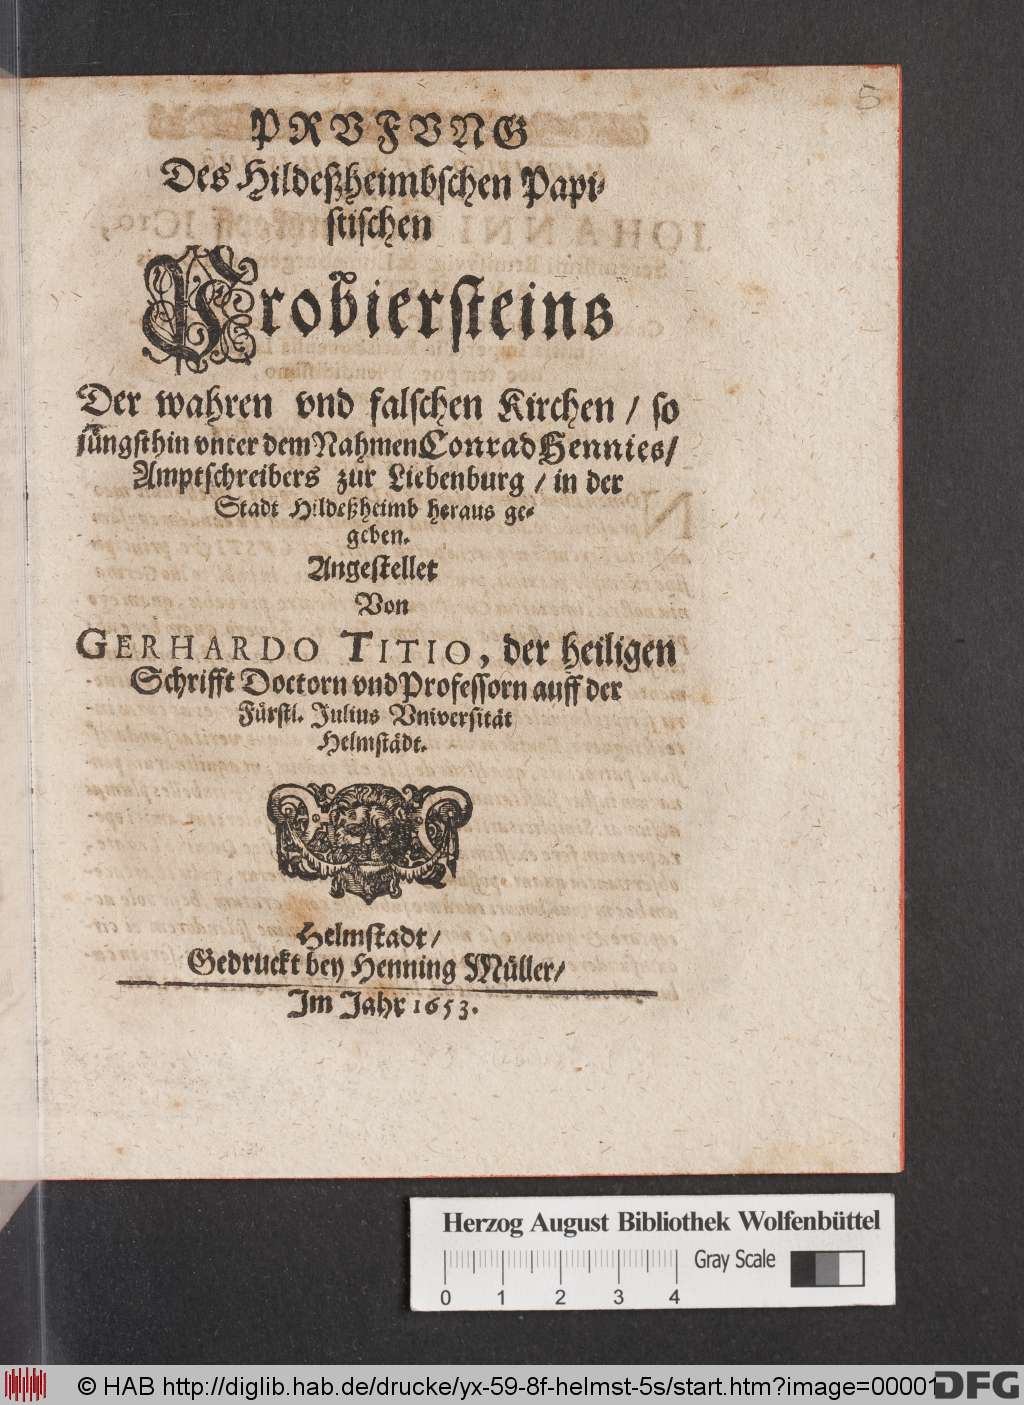 5
PRVFVNG
Des Hildeßheimbschen Papi-
stischen
Probiersteins
Der wahren vnd falschen Kirchen / so
jüngsthin vnter dem Nahmen Conrad Hennies /
Amptschreibers zur Liebenburg / in der
Stadt Hildeßheimb heraus ge-
geben.
Angestellet
Von
GERHARDO TITIO, der heiligen
Schrifft Doctorn vnd Professorn auff der
Fürstl. Julius Vniversität
Helmstädt.
Helmstadt /
Gedruckt bey Henning Müller /
Im Jahr 1653.
Herzog August Bibliothek Wolfenbüttel
Gray Scale
0 1 2 3 4
© HAB http://diglib.hab.de/drucke/yx-59-8f-helmst-5s/start.htm?image=00001
DFG